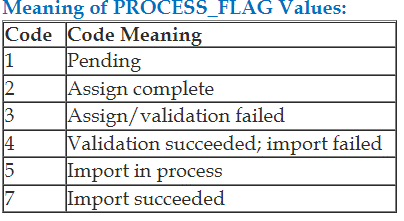 Meaning of PROCESS_FLAG Values:
Code Code Meaning
1 Pending
2 Assign complete
3 Assign/validation failed
4 Validation succeeded; import failed
5 Import in process
7 Import succeeded